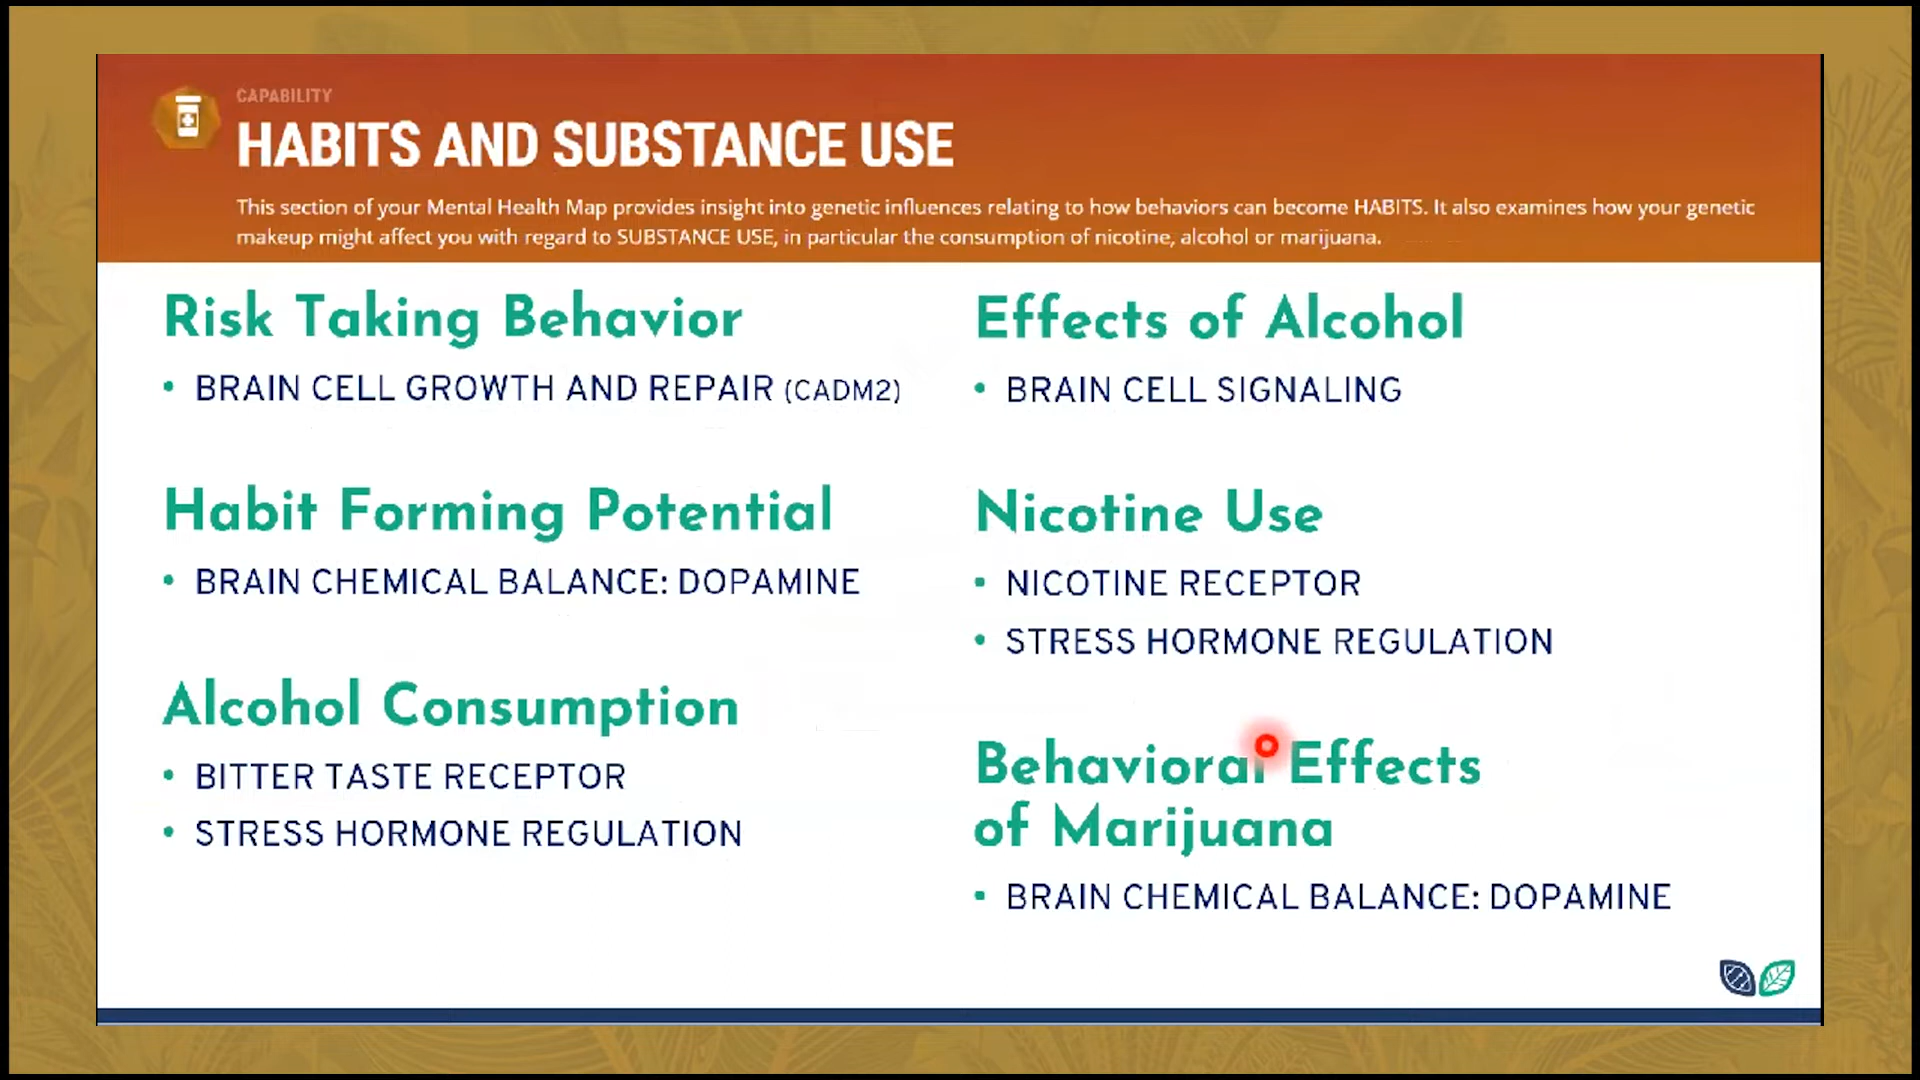 CAPABILITY
HABITS AND SUBSTANCE USE
This section of your Mental Health Map provides insight into genetic influences relating to how behaviors can become HABITS. It also examines how your genetic
makeup might affect you with regard to SUBSTANCE USE, in particular the consumption of nicotine, alcohol or marijuana.
Risk Taking Behavior
• BRAIN CELL GROWTH AND REPAIR (CADM2)
Habit Forming Potential
• BRAIN CHEMICAL BALANCE: DOPAMINE
Alcohol Consumption
• BITTER TASTE RECEPTOR
• STRESS HORMONE REGULATION
Effects of Alcohol
• BRAIN CELL SIGNALING
Nicotine Use
• NICOTINE RECEPTOR
• STRESS HORMONE REGULATION
Behavioral Effects
of Marijuana
• BRAIN CHEMICAL BALANCE: DOPAMINE